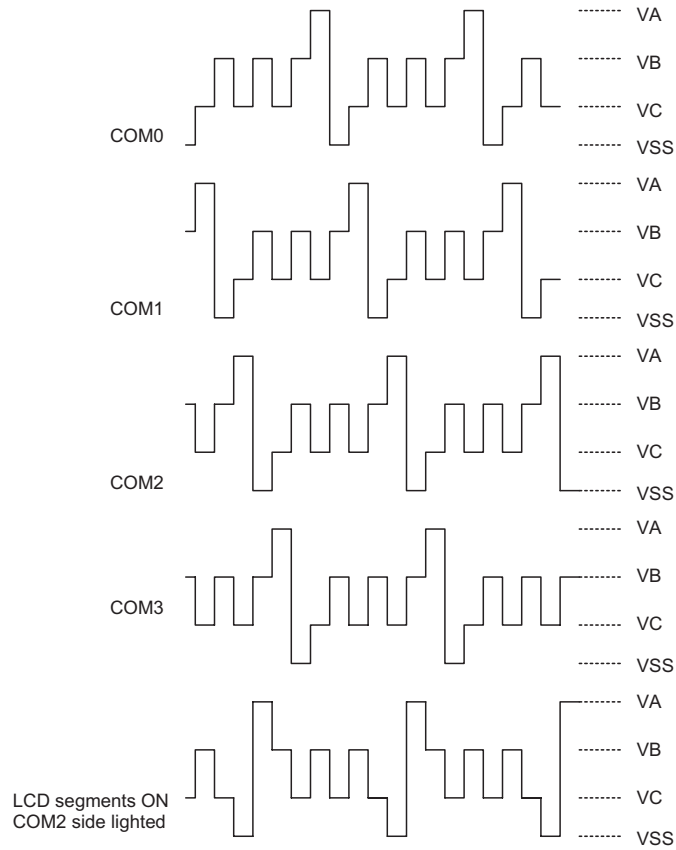 VA
VB
VC
COM0
VSS
VA
VB
VC
COM1
VSS
VA
VB
VC
COM2
VSS
VA
VB
COM3
VC
VSS
VA
VB
LCD segments ON
VC
COM2 side lighted
VSS